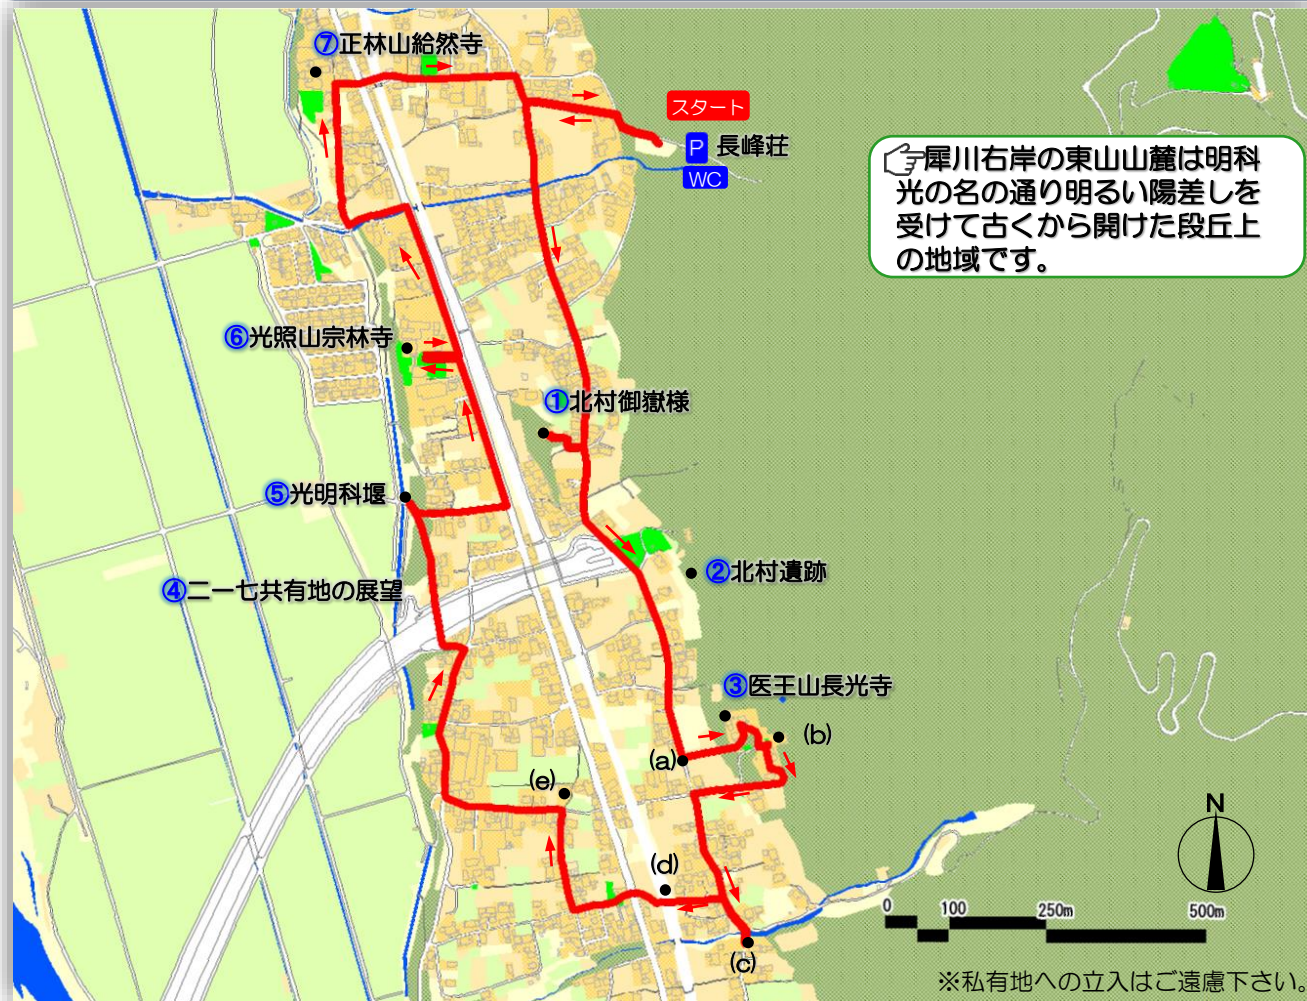 ⑦正林山給然寺
スタート
P 長峰荘
WC
犀川右岸の東山山麓は明科
光の名の通り明るい陽差しを
受けて古くから開けた段丘上
の地域です。
⑥光照山宗林寺
①北村御嶽様
⑤光明科堰
②北村遺跡
④二一七共有地の展望
③医王山長光寺
(b)
(a)
(e)
(d)
(c)
N
0 100 250m 500m
※私有地への立入はご遠慮下さい。